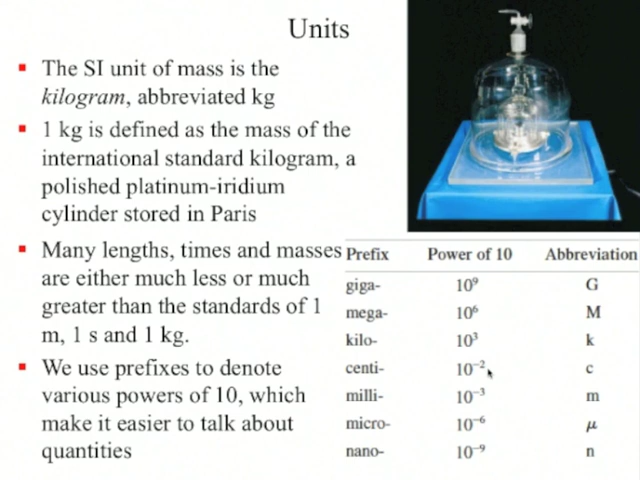 Units
The SI unit of mass is the
kilogram, abbreviated kg
1 kg is defined as the mass of the
international standard kilogram, a
polished platinum-iridium
cylinder stored in Paris
Many lengths, times and masses
are either much less or much
greater than the standards of 1
m, 1 s and 1 kg.
We use prefixes to denote
various powers of 10, which
make it easier to talk about
quantities
Prefix Power of 10 Abbreviation
giga- 10⁹ G
mega- 10⁶ M
kilo- 10³ k
centi- 10⁻² c
milli- 10⁻³ m
micro- 10⁻⁶ μ
nano- 10⁻⁹ n